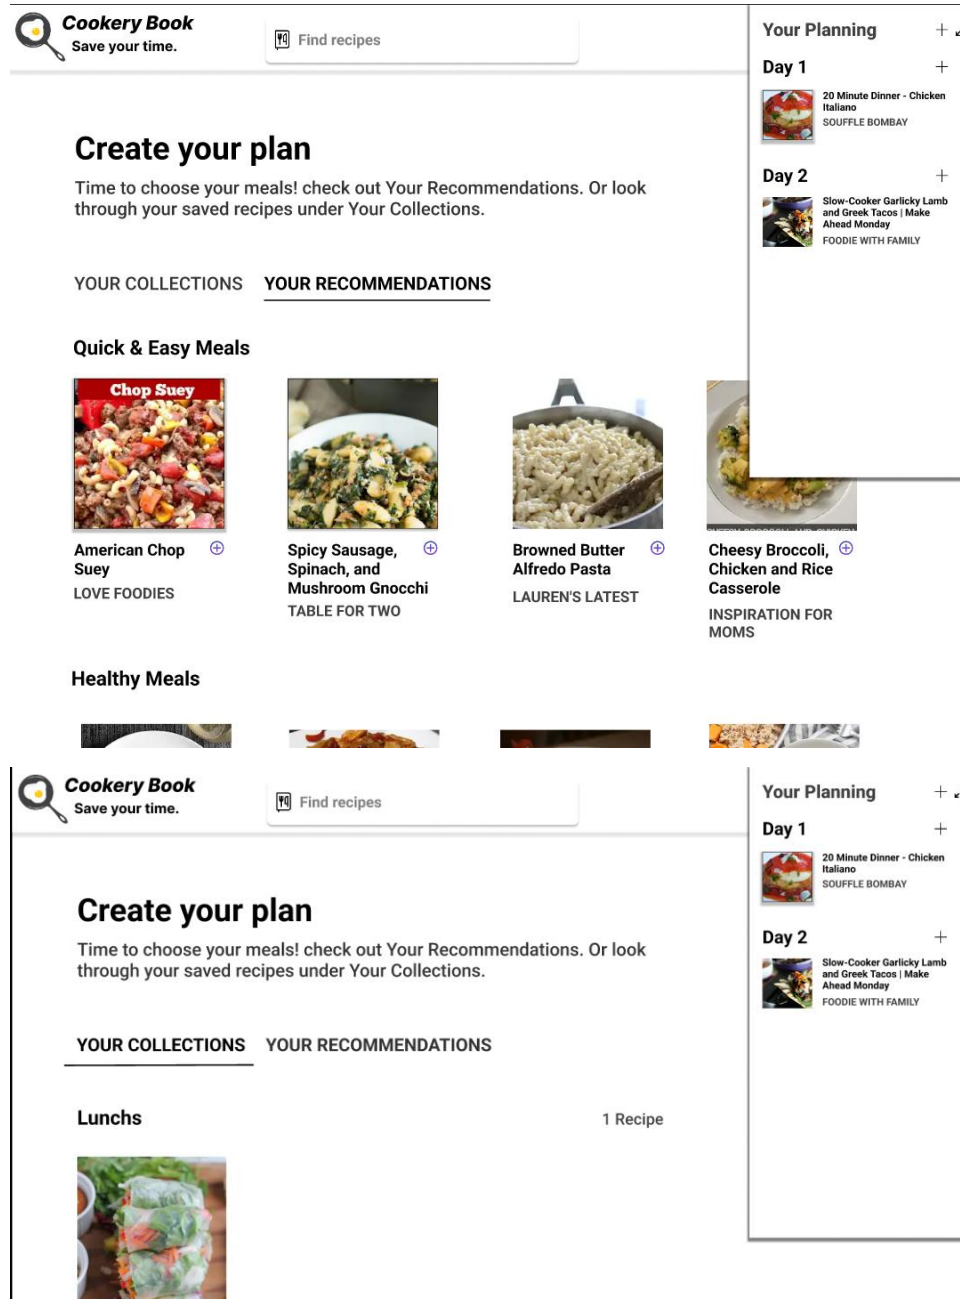 Cookery Book
Save your time.
Find recipes
Your Planning
Day 1
20 Minute Dinner - Chicken
Italiano
SOUFFLE BOMBAY
Day 2
Slow-Cooker Garlicky Lamb
and Greek Tacos | Make
Ahead Monday
FOODIE WITH FAMILY
Create your plan
Time to choose your meals! check out Your Recommendations. Or look
through your saved recipes under Your Collections.
YOUR COLLECTIONS
YOUR RECOMMENDATIONS
Quick & Easy Meals
Chop Suey
American Chop
Suey
LOVE FOODIES
Spicy Sausage,
Spinach, and
Mushroom Gnocchi
TABLE FOR TWO
Browned Butter
Alfredo Pasta
LAUREN'S LATEST
Cheesy Broccoli,
Chicken and Rice
Casserole
INSPIRATION FOR
MOMS
Healthy Meals
Cookery Book
Save your time.
Find recipes
Your Planning
Day 1
20 Minute Dinner - Chicken
Italiano
SOUFFLE BOMBAY
Day 2
Slow-Cooker Garlicky Lamb
and Greek Tacos | Make
Ahead Monday
FOODIE WITH FAMILY
Create your plan
Time to choose your meals! check out Your Recommendations. Or look
through your saved recipes under Your Collections.
YOUR COLLECTIONS
YOUR RECOMMENDATIONS
Lunchs
1 Recipe